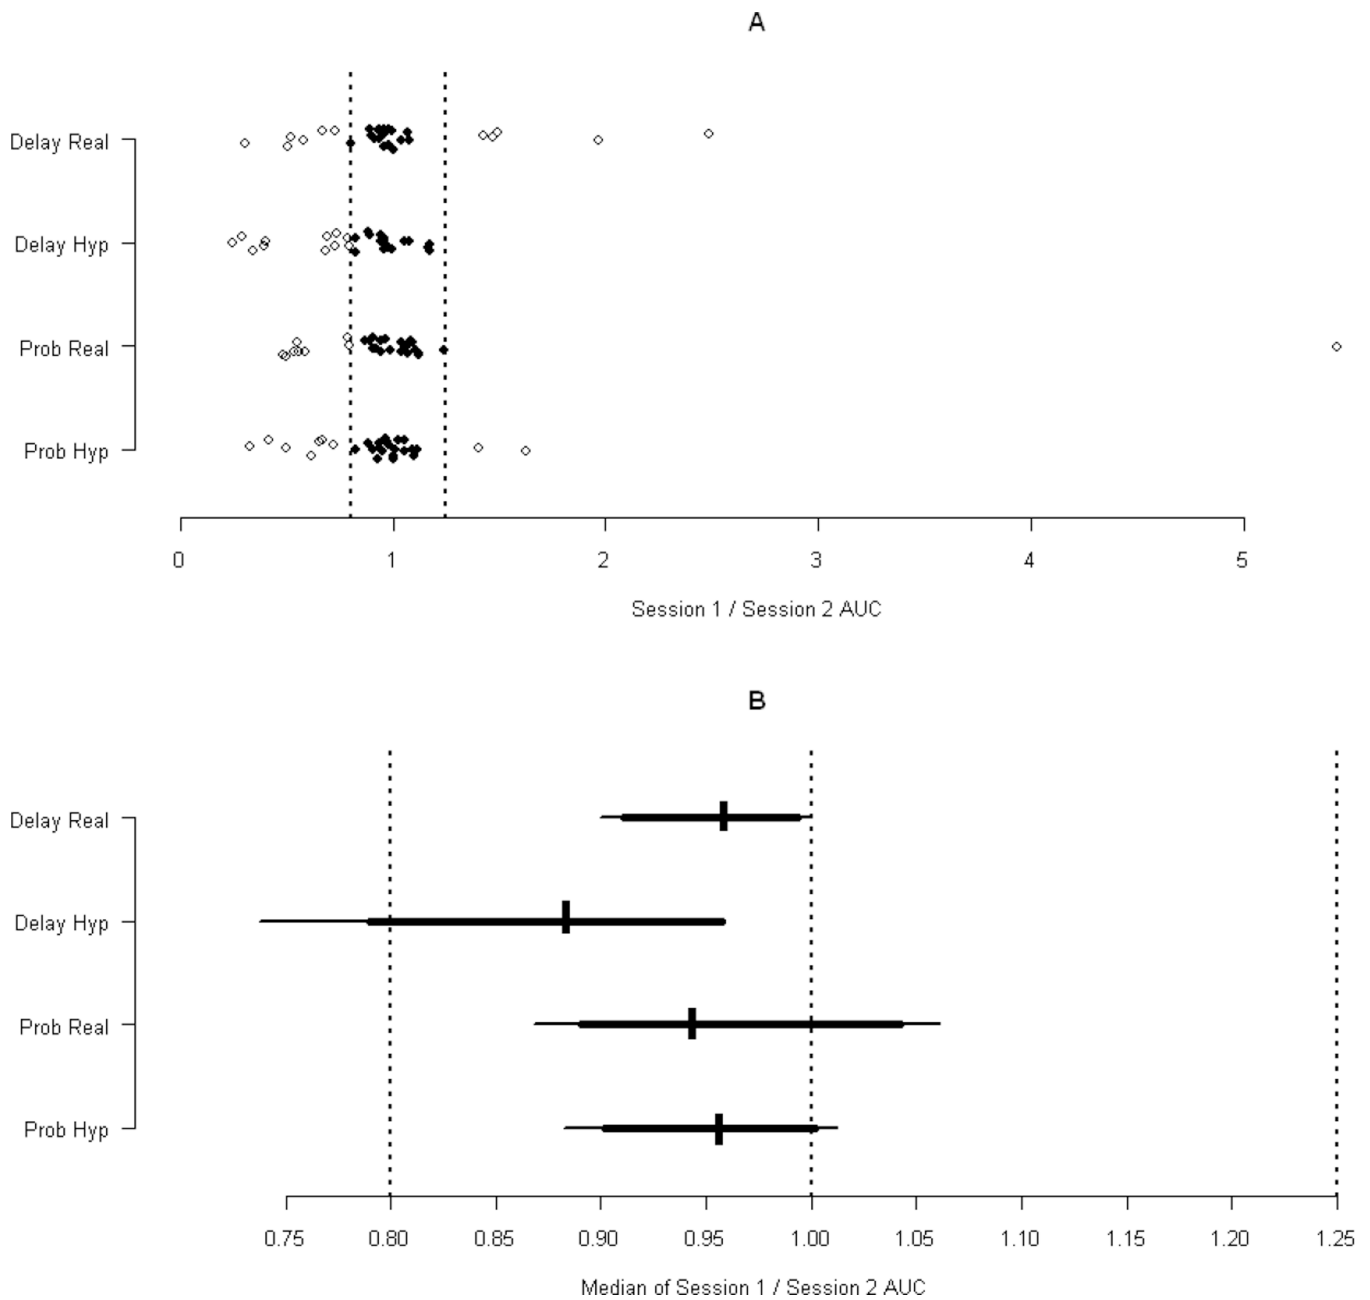 A
Delay Real
Delay Hyp
Prob Real
Prob Hyp
0 1 2 3 4 5
Session 1 / Session 2 AUC
B
Delay Real
Delay Hyp
Prob Real
Prob Hyp
0.75 0.80 0.85 0.90 0.95 1.00 1.05 1.10 1.15 1.20 1.25
Median of Session 1 / Session 2 AUC